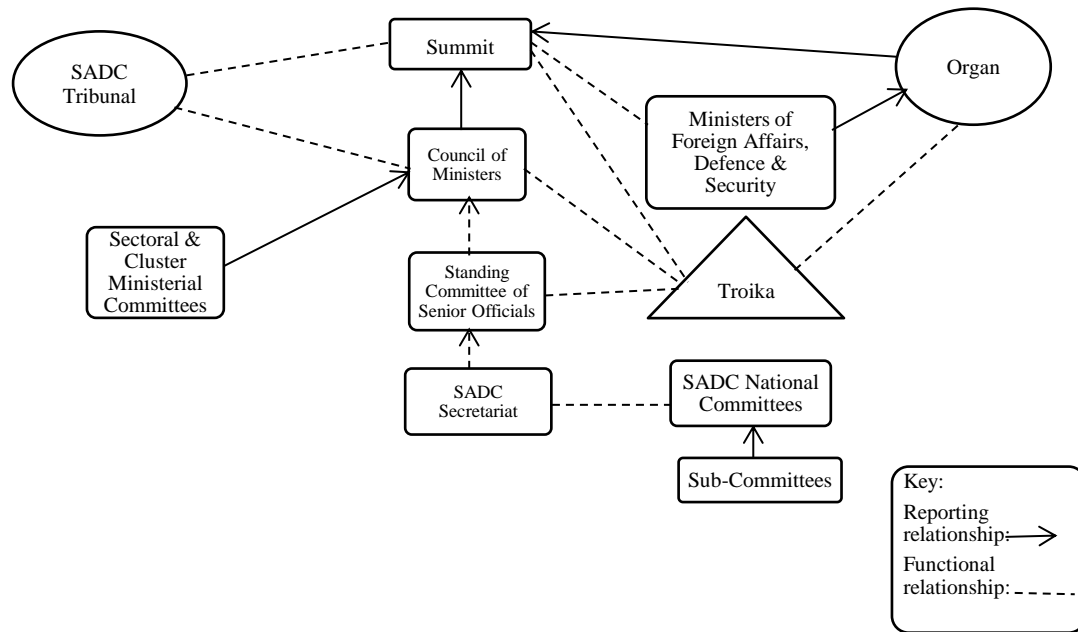 Summit
SADC
Tribunal
Organ
Ministers of
Foreign Affairs,
Defence &
Security
Council of
Ministers
Sectoral &
Cluster
Ministerial
Committees
Standing
Committee of
Senior Officials
Troika
SADC
Secretariat
SADC National
Committees
Sub-Committees
Key:
Reporting
relationship:
Functional
relationship: